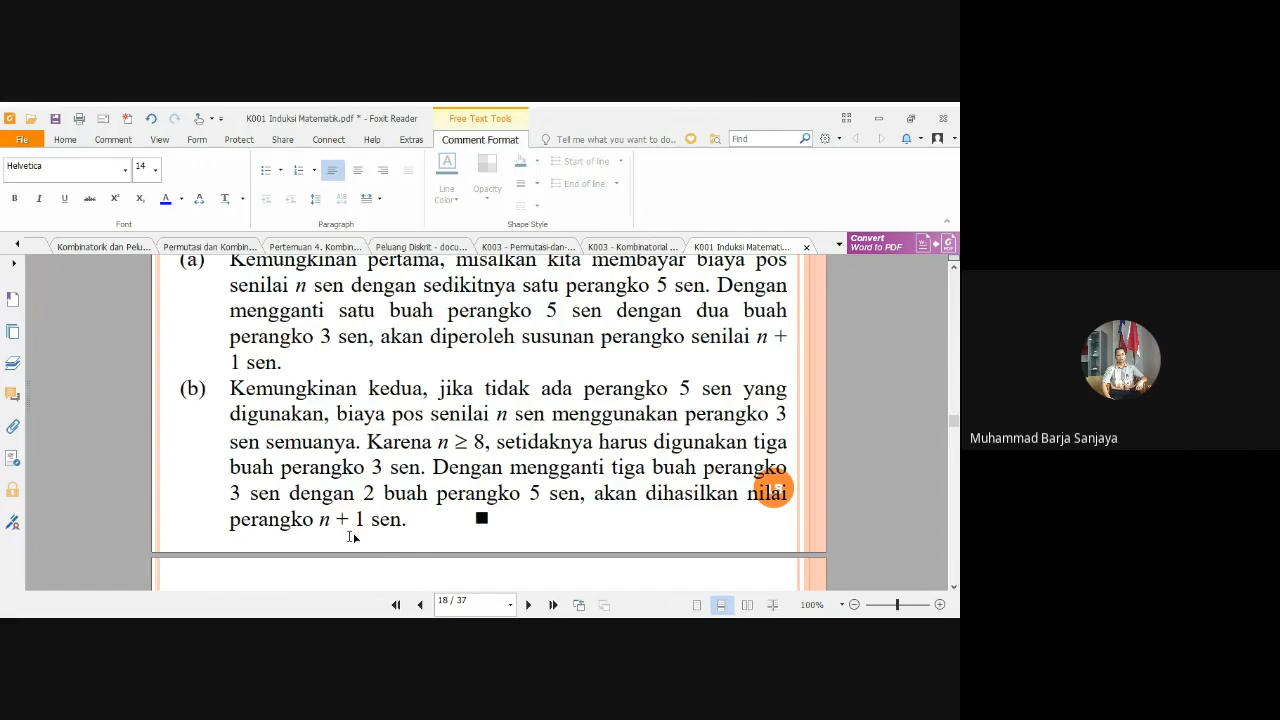 K001 Induksi Matematik.pdf * - Foxit Reader
Free Text Tools
File Home Comment View Form Protect Share Connect Help Extras Comment Format Tell me what you want to do.. Find
Helvetica 14
Line Color
Opacity
Start of line
End of line
Font Paragraph Shape Style
Kombinatorik dan Pelu... Permutasi dan Kombin... Pertemuan 4. Kombin... Peluang Diskrit - docu... K003 - Permutasi-dan-... K003 - Kombinatorial ... K001 Induksi Matemati...
Convert
Word to PDF
(a) Kemungkinan pertama, misalkan kita membayar biaya pos
senilai n sen dengan sedikitnya satu perangko 5 sen. Dengan
mengganti satu buah perangko 5 sen dengan dua buah
perangko 3 sen, akan diperoleh susunan perangko senilai n +
1 sen.
(b) Kemungkinan kedua, jika tidak ada perangko 5 sen yang
digunakan, biaya pos senilai n sen menggunakan perangko 3
sen semuanya. Karena n ≥ 8, setidaknya harus digunakan tiga
buah perangko 3 sen. Dengan mengganti tiga buah perangko
3 sen dengan 2 buah perangko 5 sen, akan dihasilkan nilai
perangko n + 1 sen. ■
18
18 / 37
100%
Muhammad Barja Sanjaya